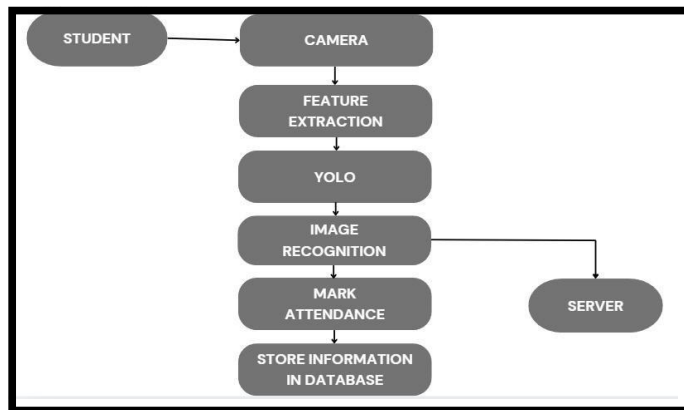 STUDENT
CAMERA
FEATURE
EXTRACTION
YOLO
IMAGE
RECOGNITION
MARK
ATTENDANCE
SERVER
STORE INFORMATION
IN DATABASE